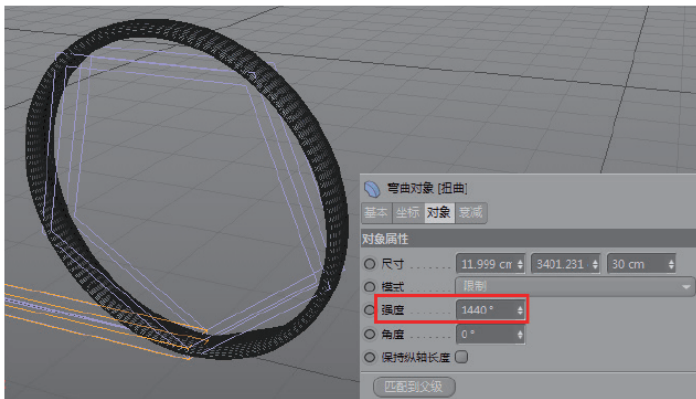 弯曲对象 [扭曲]
基本 坐标 对象 衰减
对象属性
尺寸 . . . . . . . 11.999 cm 3401.231 30 cm
模式 . . . . . . . 限制
强度 . . . . . . . 1440 °
角度 . . . . . . . 0 °
保持纵轴长度
匹配到父级